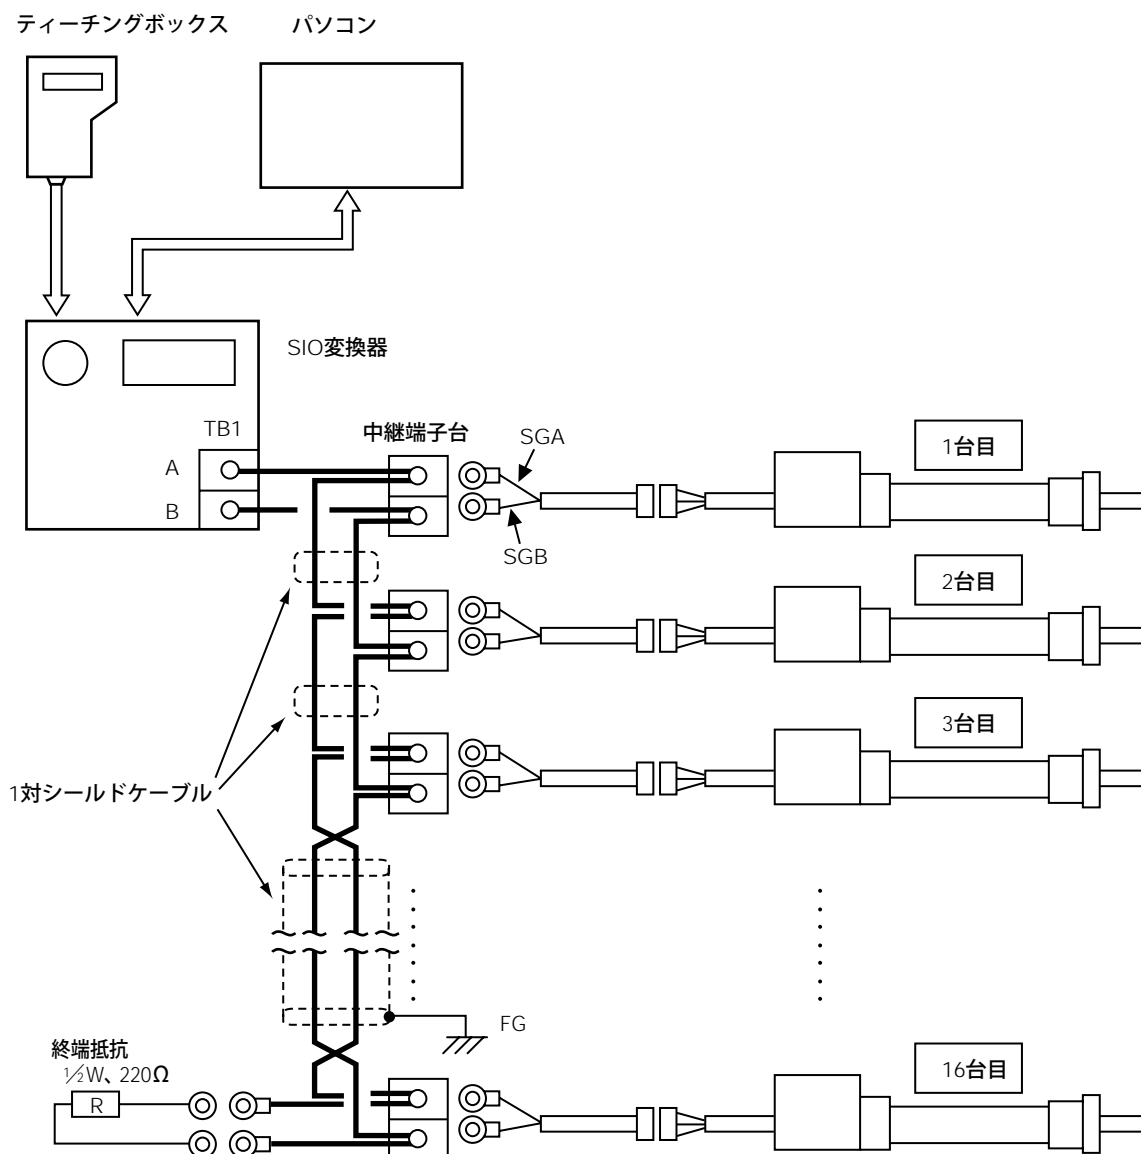 ティーチングボックス
パソコン
SIO変換器
TB1
A
B
中継端子台
SGA
SGB
1台目
2台目
3台目
1対シールドケーブル
FG
終端抵抗
1/2W、220Ω
R
16台目